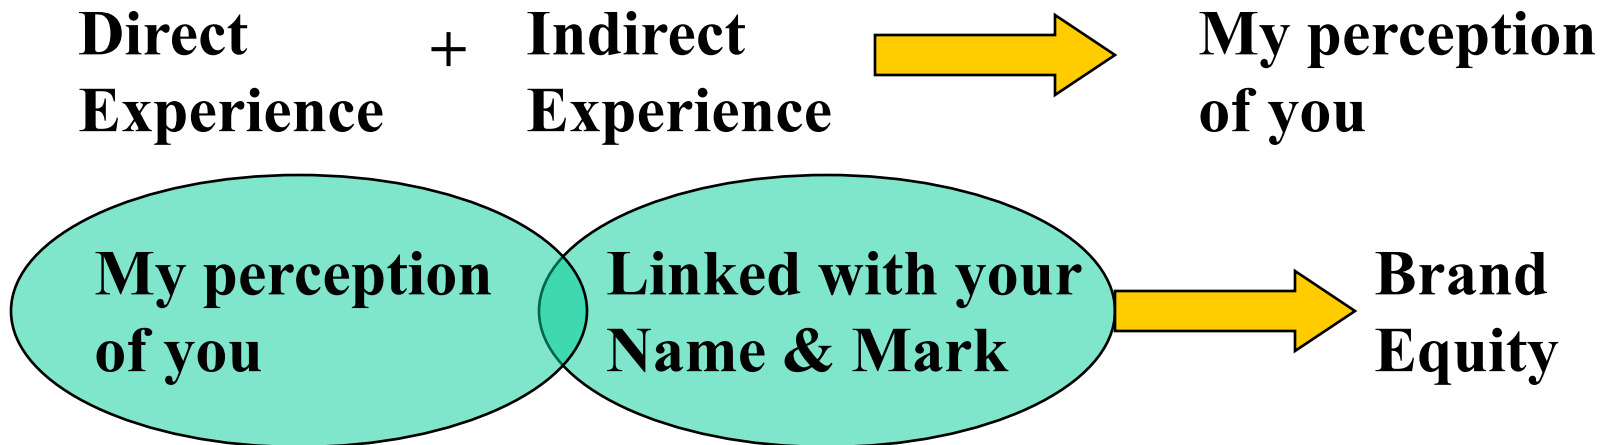 Direct + Indirect My perception
Experience Experience of you
My perception Linked with your Brand
of you Name & Mark Equity